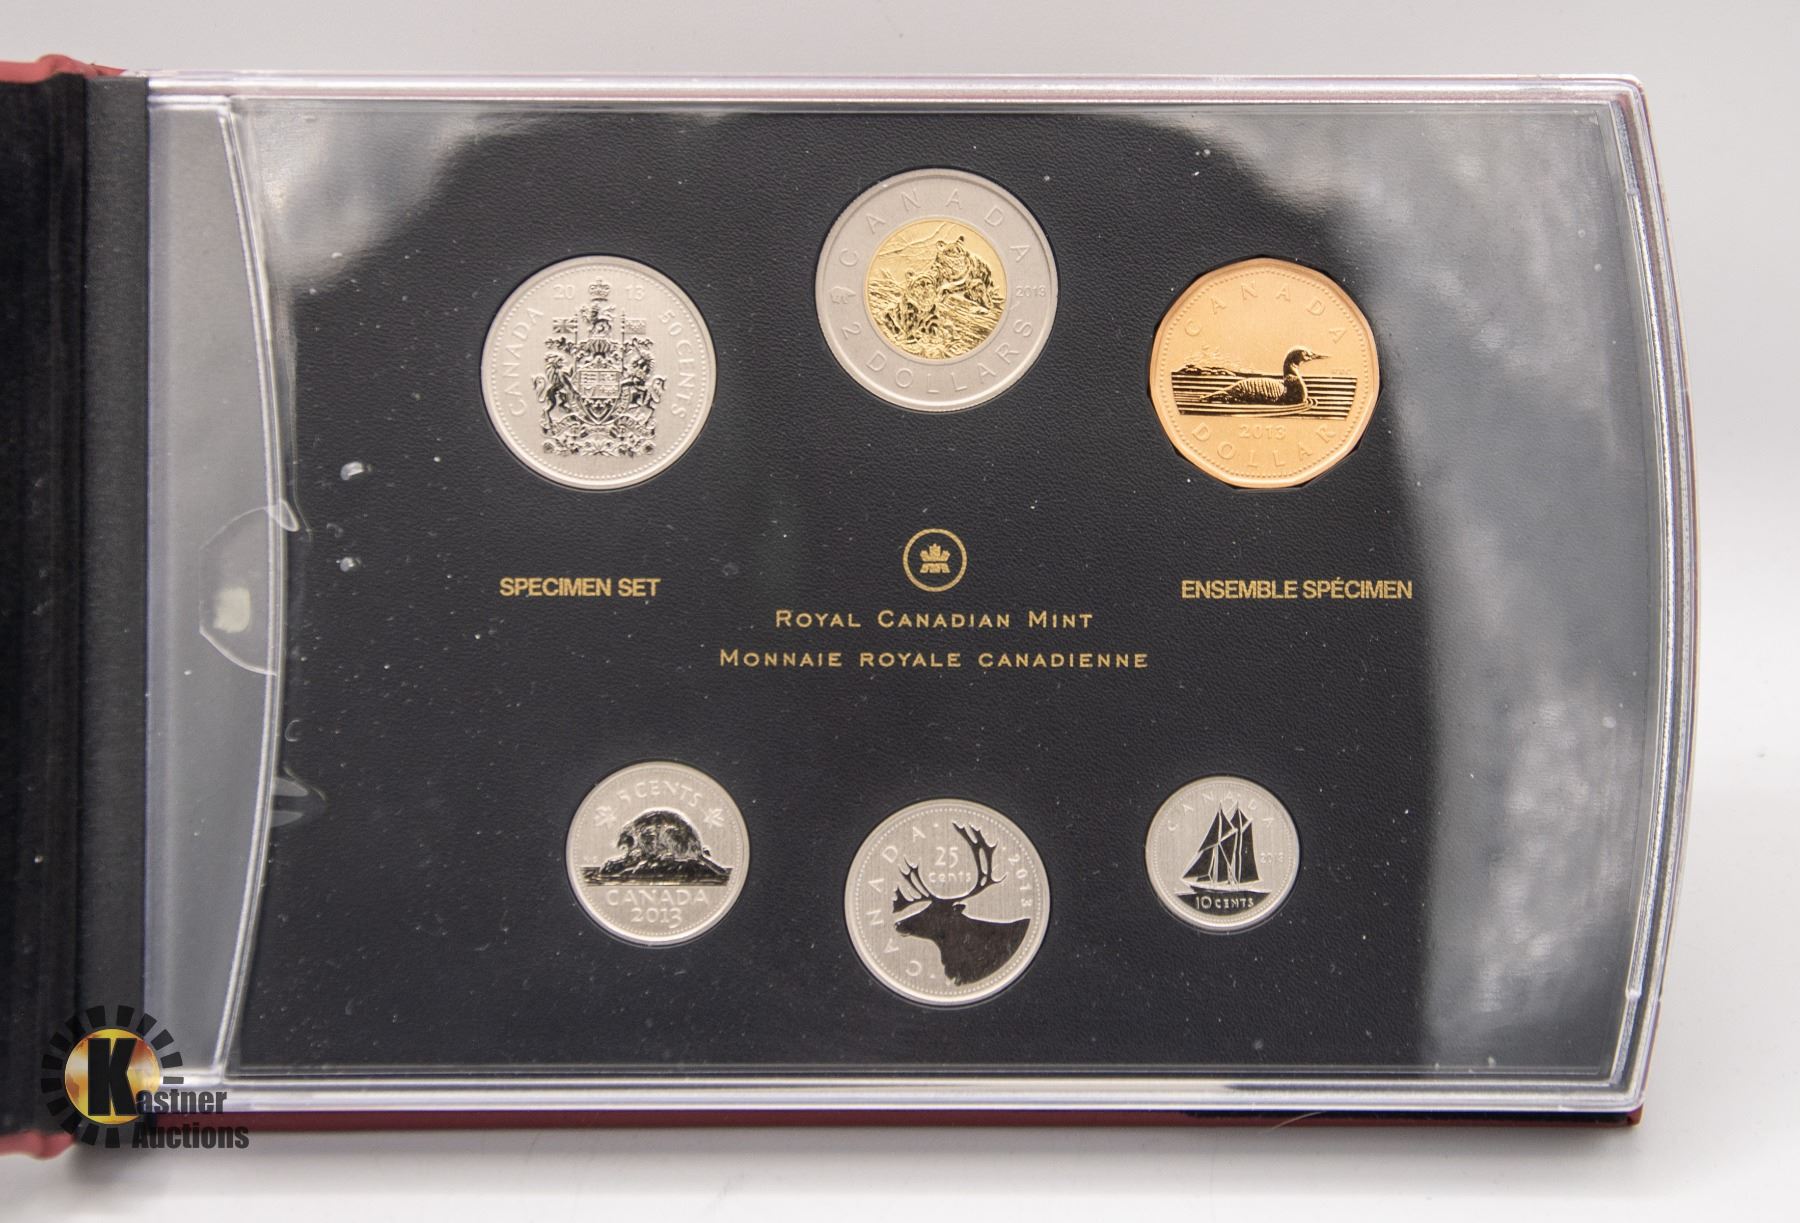 CANADA
2 DOLLARS
2013
20 13
CANADA
50 CENTS
CANADA
2013
DOLLAR
SPECIMEN SET
ENSEMBLE SPÉCIMEN
ROYAL CANADIAN MINT
MONNAIE ROYALE CANADIENNE
5 CENTS
CANADA
2013
CANADA
25
cents
2013
CANADA
2013
10 CENTS
Kastner
Auctions